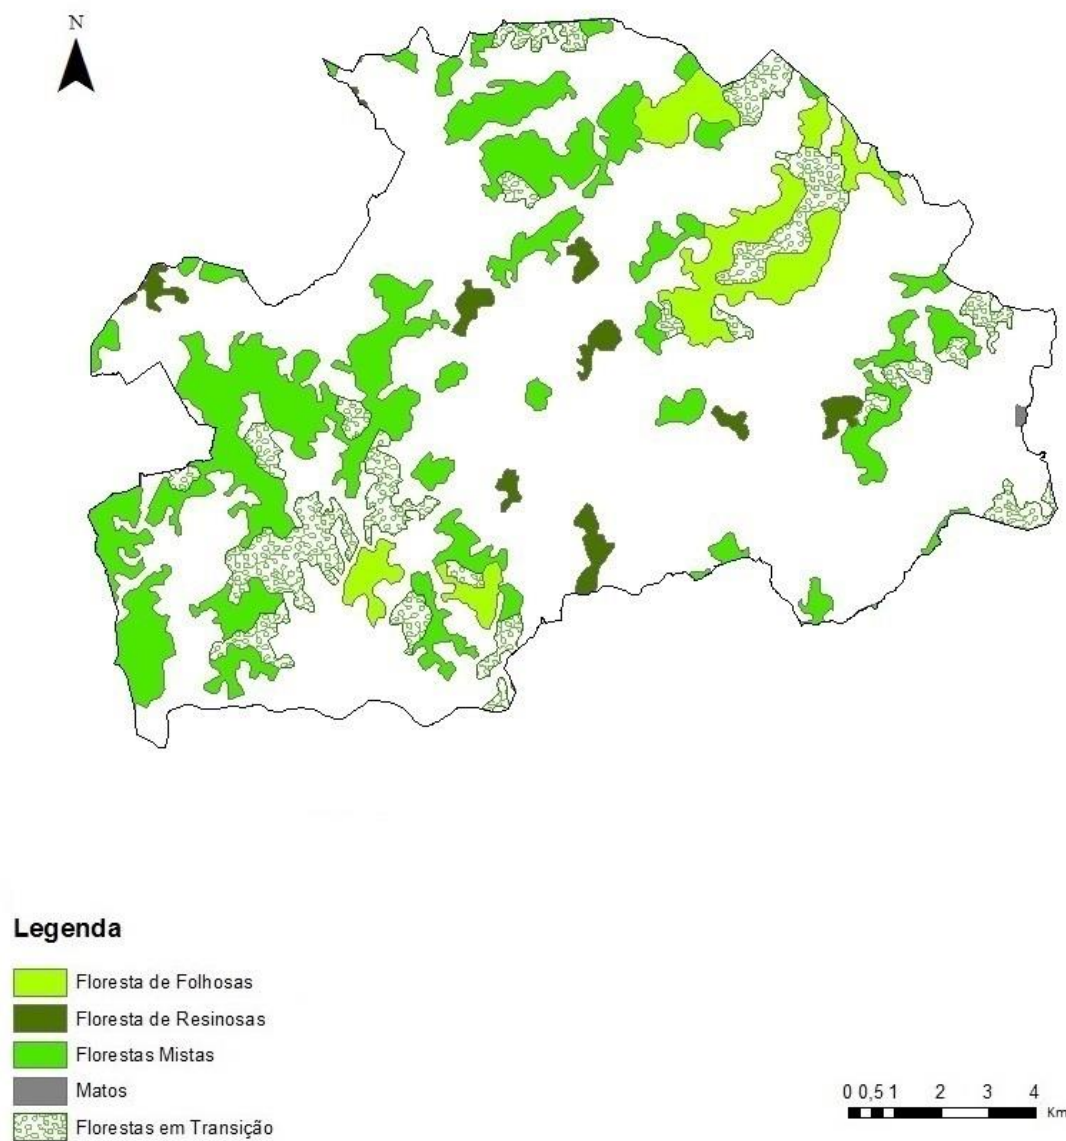 N
Legenda
Floresta de Folhosas
Floresta de Resinosas
Florestas Mistas
Matos
Florestas em Transição
0 0,5 1 2 3 4
Km